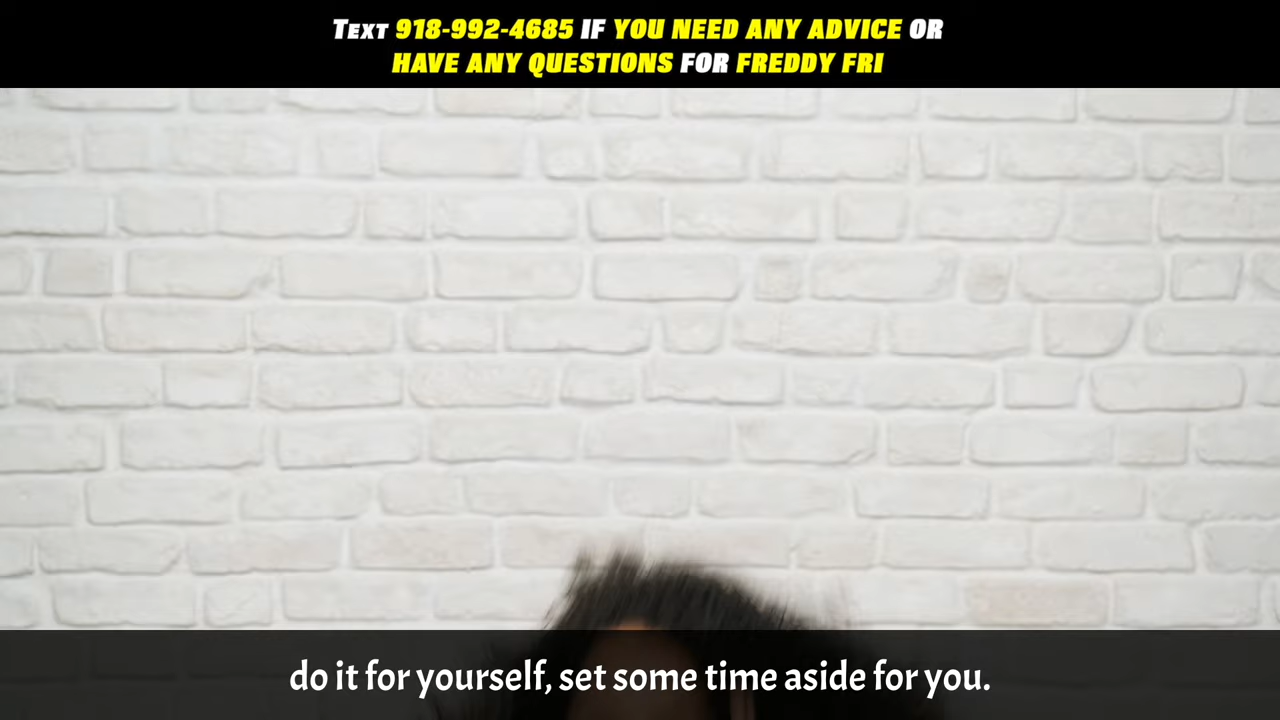 Text 918-992-4685 IF YOU NEED ANY ADVICE OR
HAVE ANY QUESTIONS FOR FREDDY FRI
do it for yourself, set some time aside for you.